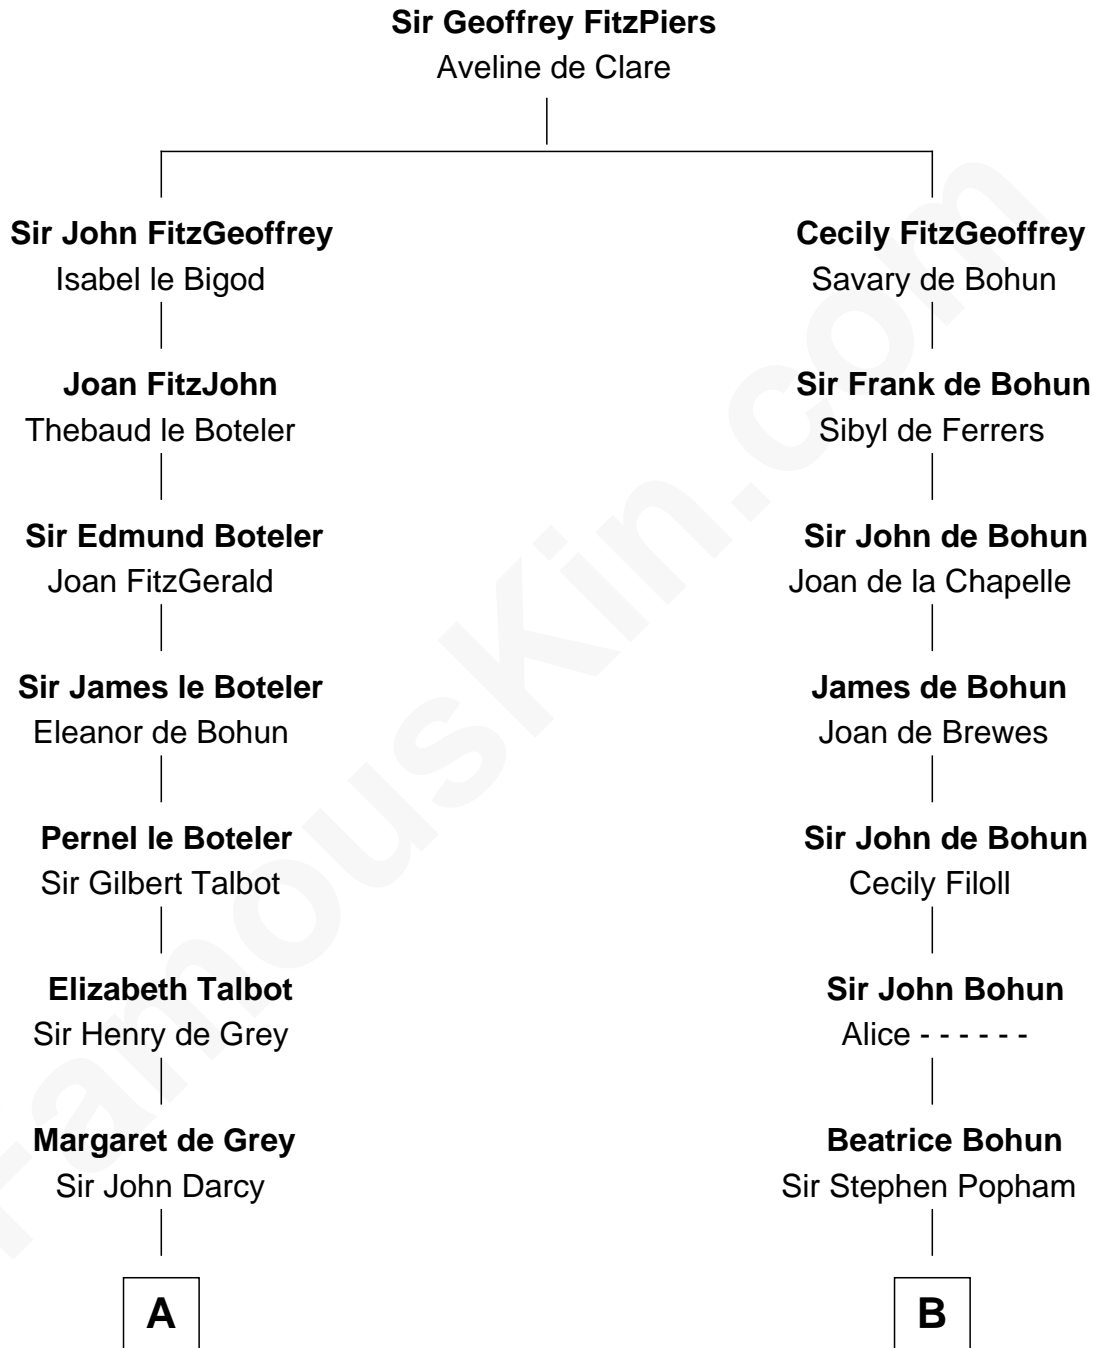 Sir Geoffrey FitzPiers
Aveline de Clare
Sir John FitzGeoffrey
Isabel le Bigod
Joan FitzJohn
Thebaud le Boteler
Sir Edmund Boteler
Joan FitzGerald
Sir James le Boteler
Eleanor de Bohun
Pernel le Boteler
Sir Gilbert Talbot
Elizabeth Talbot
Sir Henry de Grey
Margaret de Grey
Sir John Darcy
A
Cecily FitzGeoffrey
Savary de Bohun
Sir Frank de Bohun
Sibyl de Ferrers
Sir John de Bohun
Joan de la Chapelle
James de Bohun
Joan de Brewes
Sir John de Bohun
Cecily Filoll
Sir John Bohun
Alice - - - - - -
Beatrice Bohun
Sir Stephen Popham
B
FamousKin.com